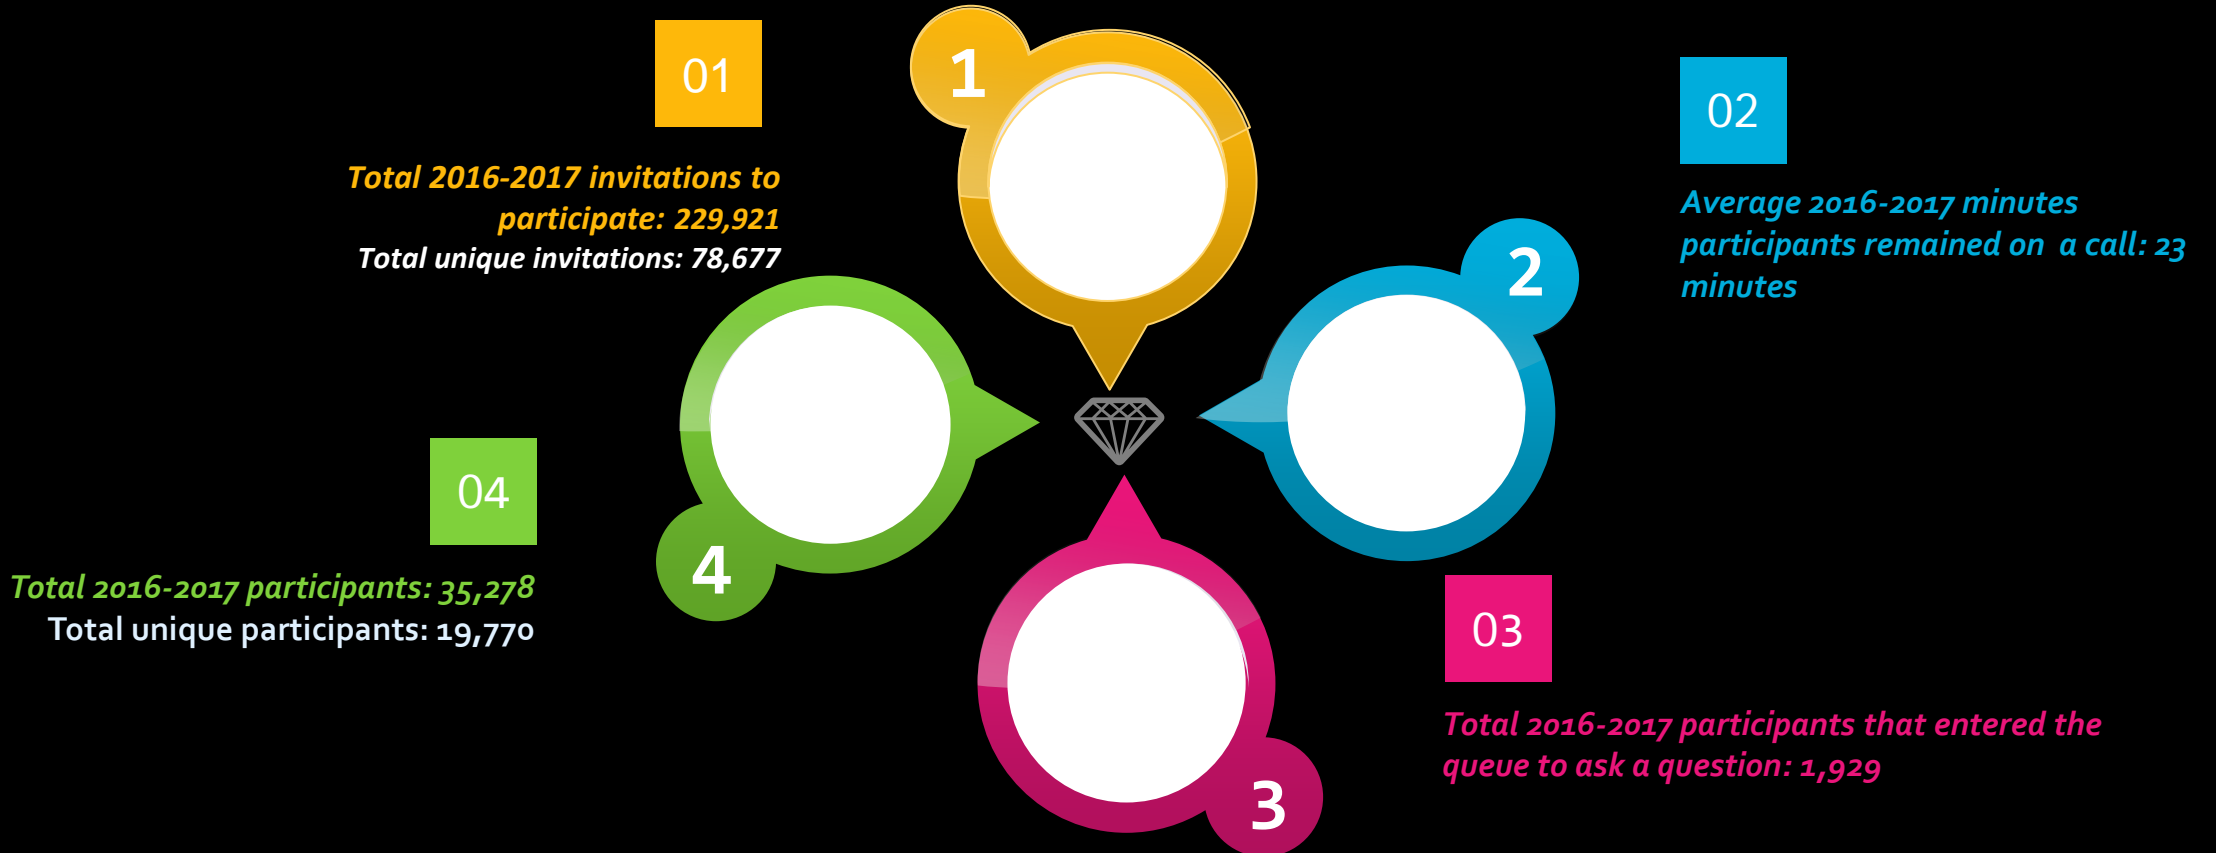 01
Total 2016-2017 invitations to
participate: 229,921
Total unique invitations: 78,677
1
02
Average 2016-2017 minutes
participants remained on a call: 23
minutes
2
03
Total 2016-2017 participants that entered the
queue to ask a question: 1,929
3
04
Total 2016-2017 participants: 35,278
Total unique participants: 19,770
4